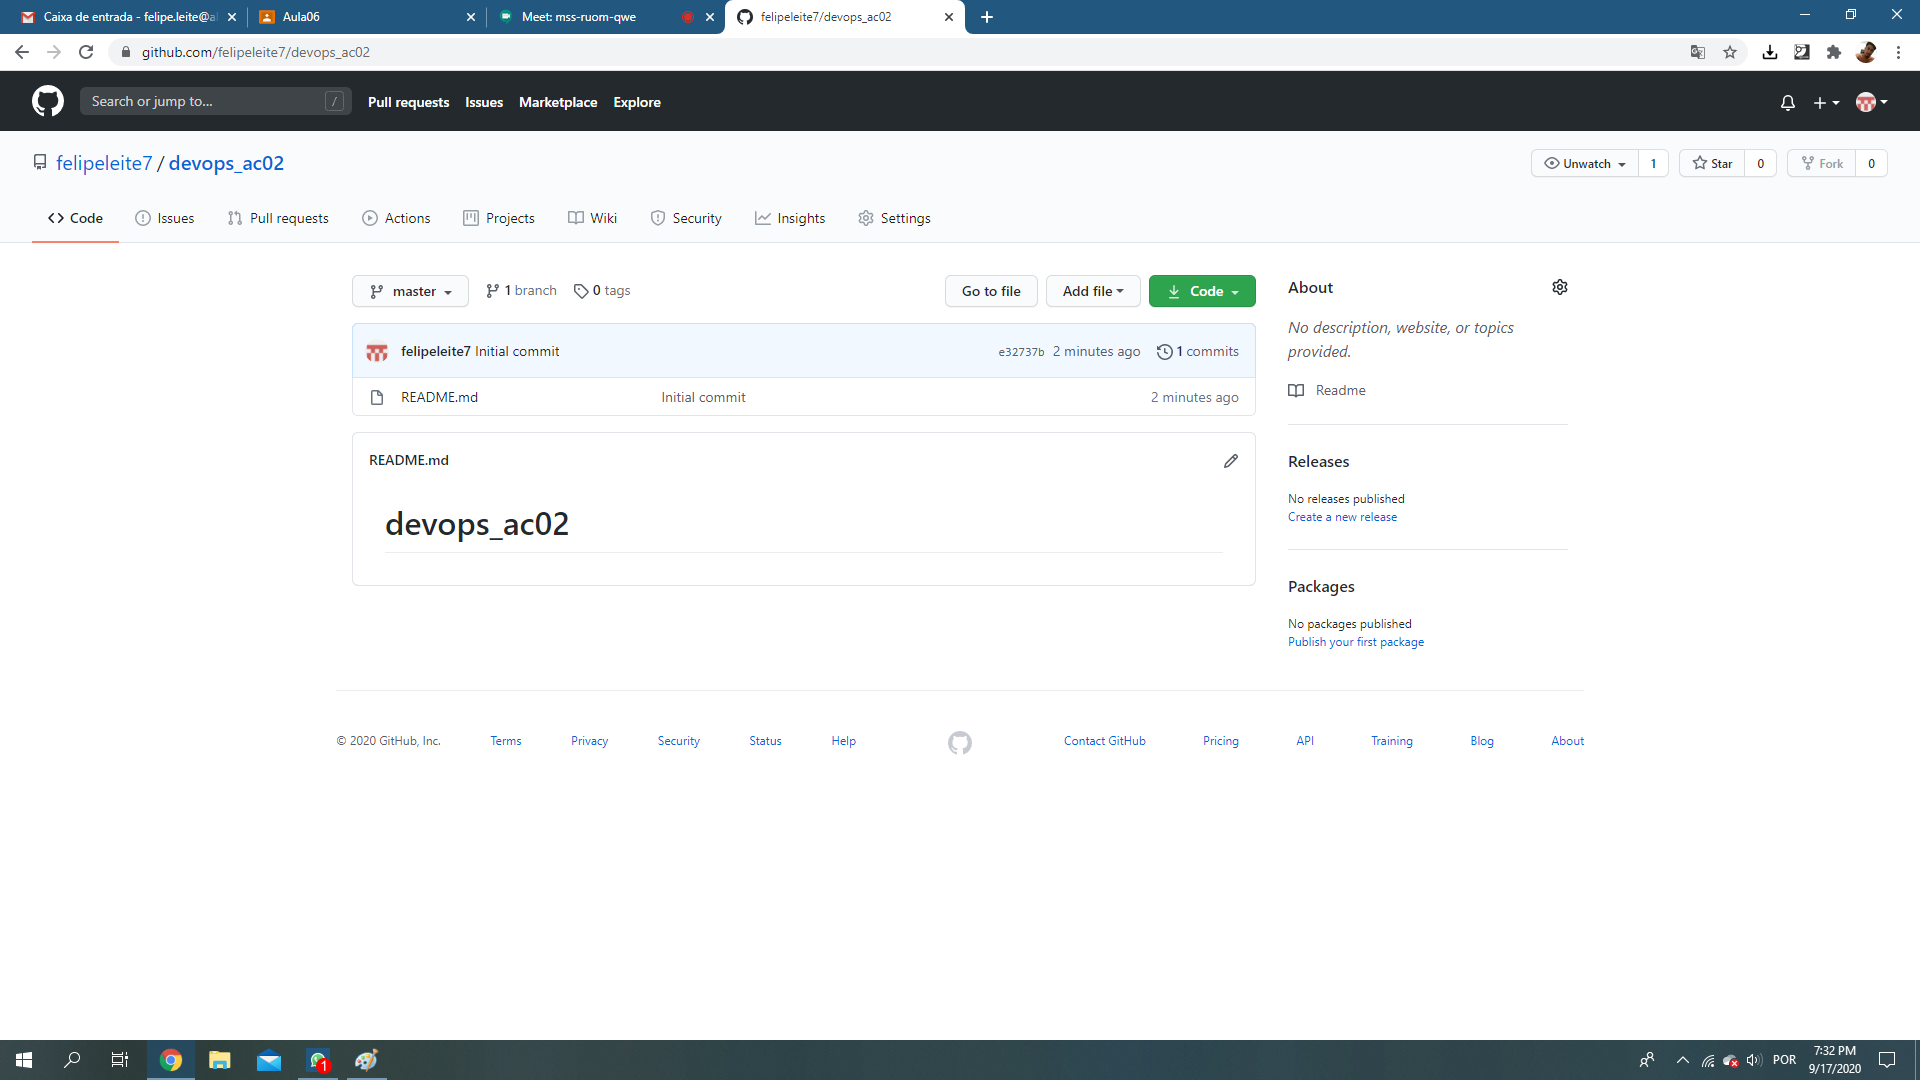 Caixa de entrada - felipe.leite@a
Aula06
Meet: mss-ruom-qwe
felipeleite7/devops_ac02
github.com/felipeleite7/devops_ac02
Search or jump to...
/
Pull requests
Issues
Marketplace
Explore
felipeleite7 / devops_ac02
Unwatch
1
Star
0
Fork
0
Code
Issues
Pull requests
Actions
Projects
Wiki
Security
Insights
Settings
master
1 branch
0 tags
Go to file
Add file
Code
About
No description, website, or topics
provided.
Readme
felipeleite7 Initial commit
e32737b 2 minutes ago
1 commits
README.md
Initial commit
2 minutes ago
README.md
devops_ac02
Releases
No releases published
Create a new release
Packages
No packages published
Publish your first package
© 2020 GitHub, Inc.
Terms
Privacy
Security
Status
Help
Contact GitHub
Pricing
API
Training
Blog
About
1
POR
7:32 PM
9/17/2020